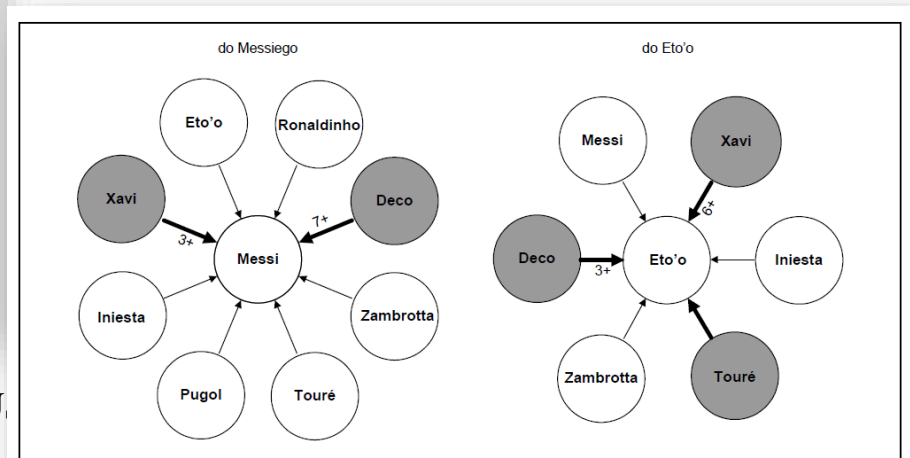 do Messiego
do Eto'o
Eto'o
Ronaldinho
Xavi
Deco
3+
7+
Messi
Iniesta
Zambrotta
Pugol
Touré
Messi
Xavi
6+
Deco
3+
Eto'o
Iniesta
Zambrotta
Touré